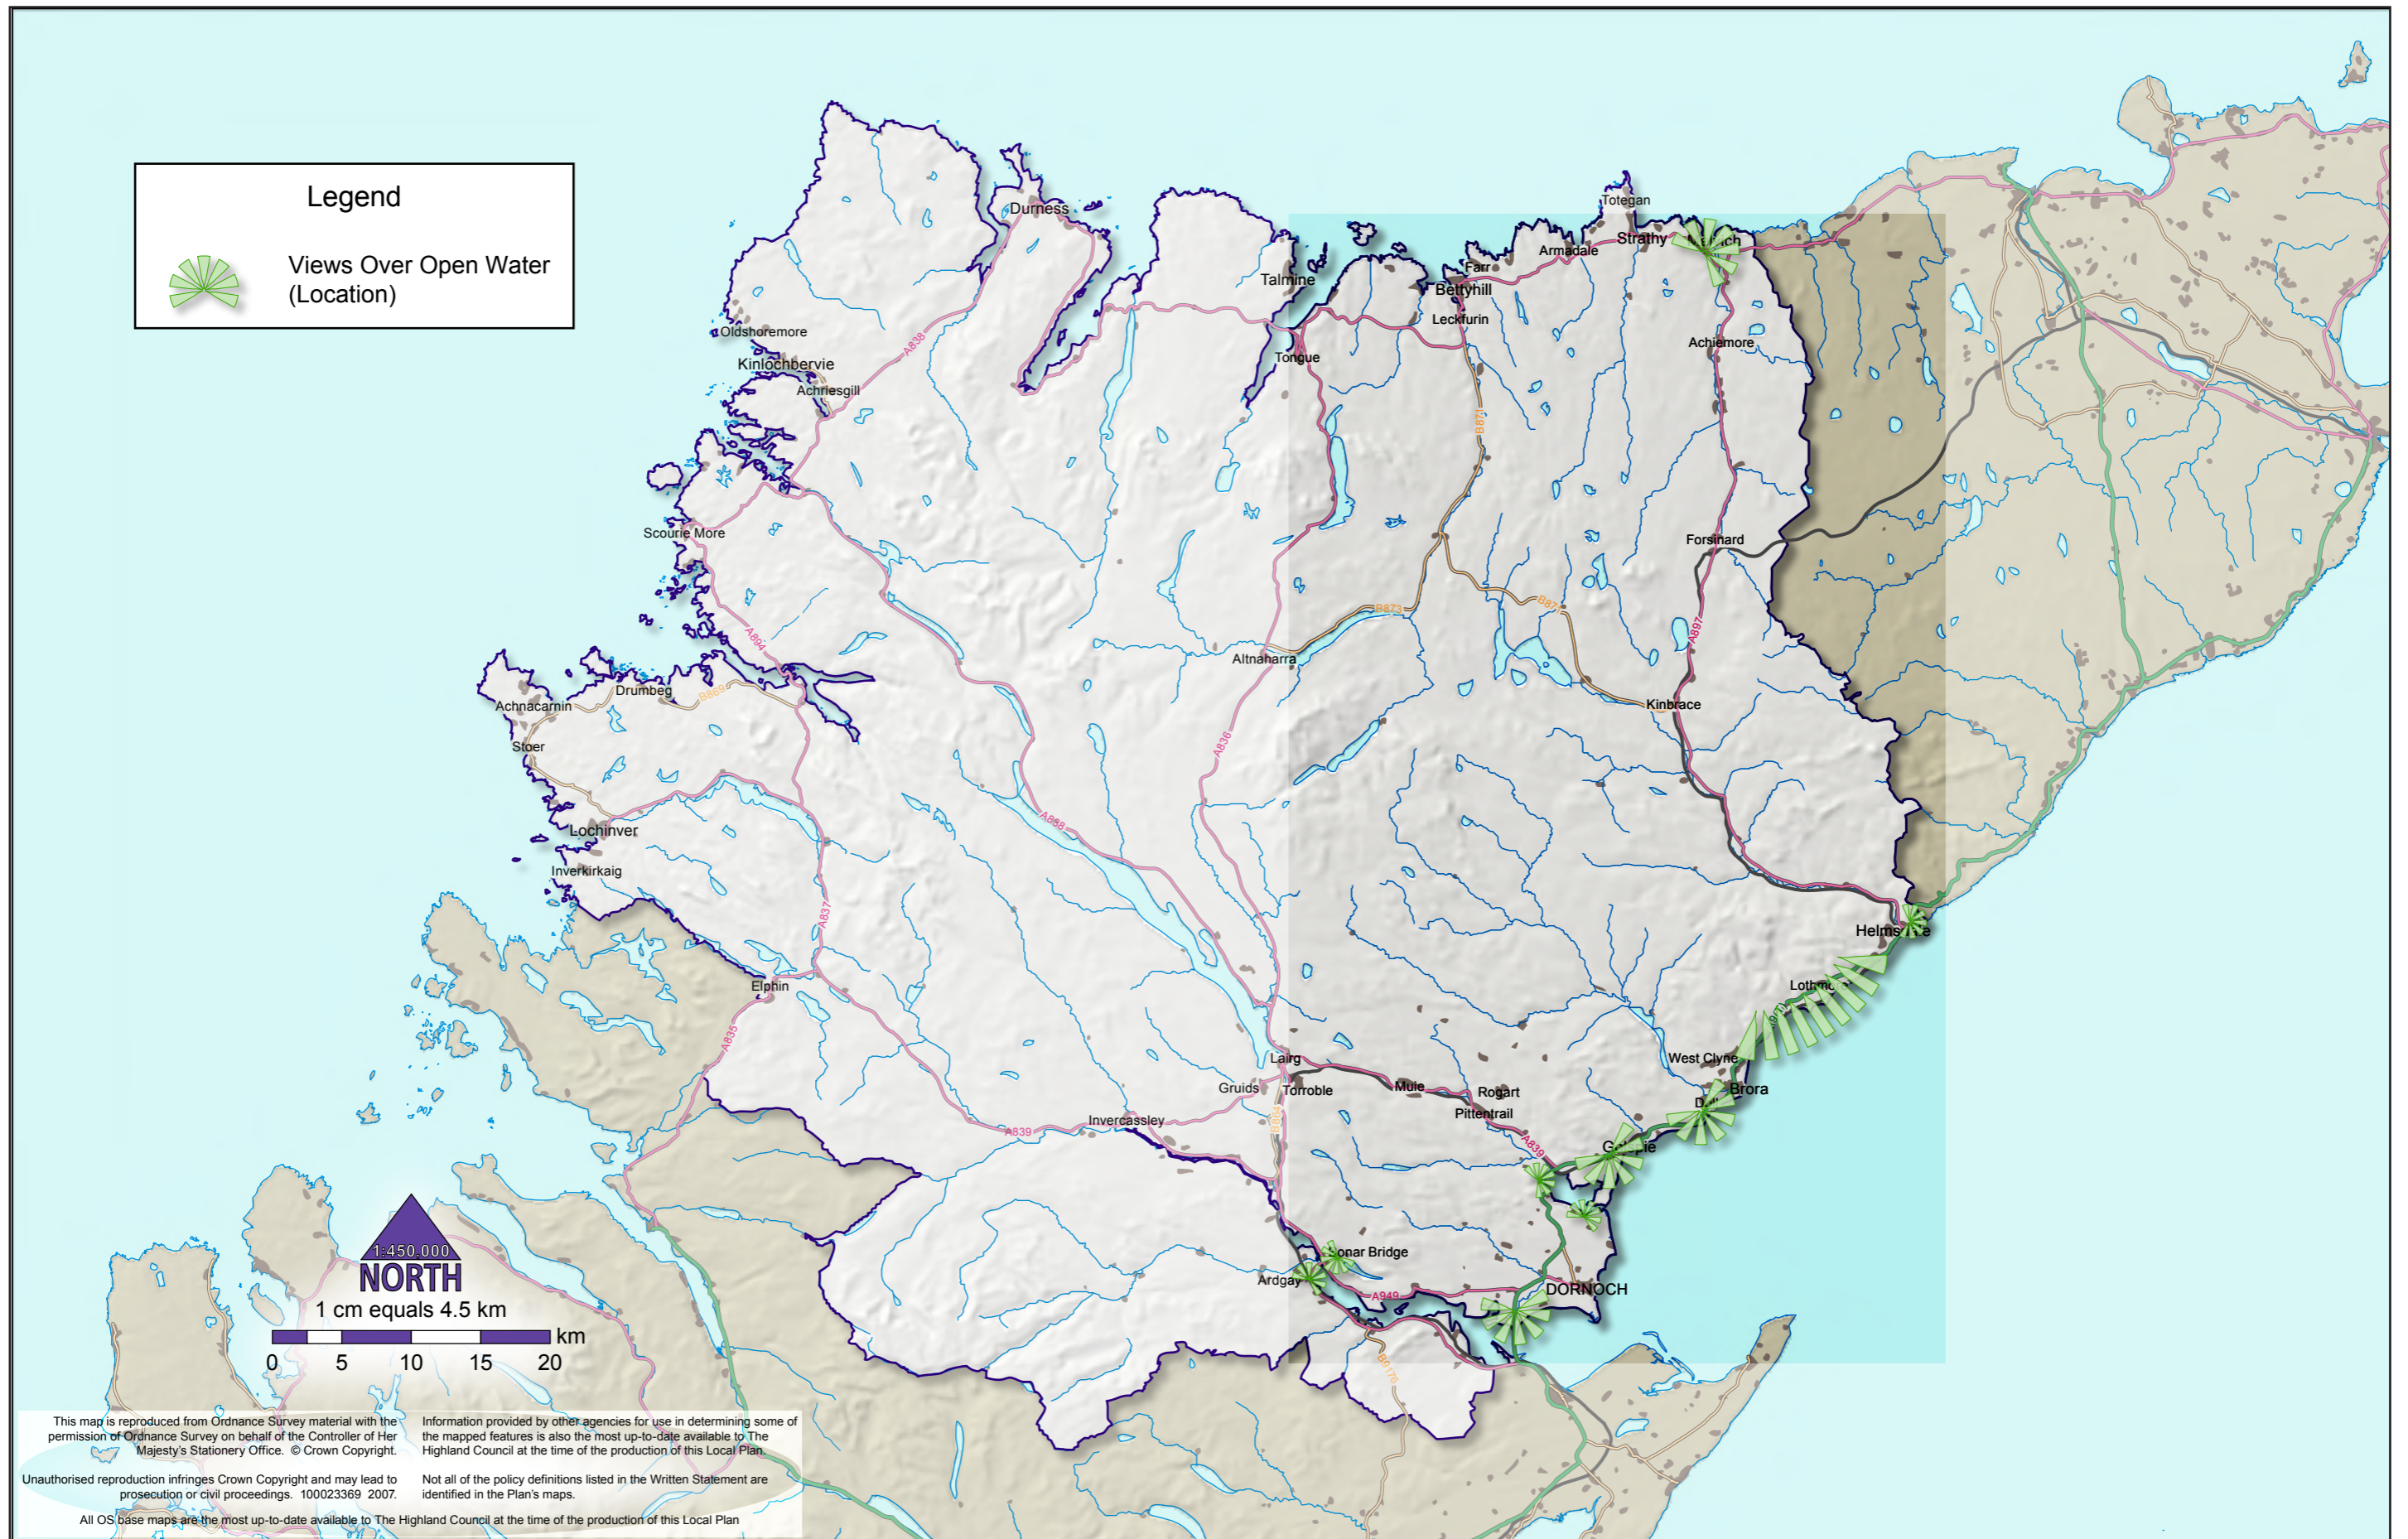 Legend
Views Over Open Water
(Location)
Durness
Totegan
Strathy
Armadale
Farr
Talmine
Bettyhill
Leckfurin
Oldshoremore
Kinlochbervie
Achriesgill
A838
Tongue
Achiemore
B871
Scourie More
Forsinard
A894
B873
B871
A897
Altnaharra
Drumbeg
B869
Achnacarnin
Kinbrace
Stoer
A836
Lochinver
A838
Inverkirkaig
A837
Elphin
A835
Lairg
Gruids
Torroble
Muie
Rogart
Pittentrail
West Clyne
Brora
Invercassley
A839
B864
A839
Ardgay
DORNOCH
A949
B9176
1:450,000
NORTH
1 cm equals 4.5 km
km
0 5 10 15 20
This map is reproduced from Ordnance Survey material with the
permission of Ordnance Survey on behalf of the Controller of Her
Majesty's Stationery Office. © Crown Copyright.
Unauthorised reproduction infringes Crown Copyright and may lead to
prosecution or civil proceedings. 100023369 2007.
Information provided by other agencies for use in determining some of
the mapped features is also the most up-to-date available to The
Highland Council at the time of the production of this Local Plan.
Not all of the policy definitions listed in the Written Statement are
identified in the Plan's maps.
All OS base maps are the most up-to-date available to The Highland Council at the time of the production of this Local Plan